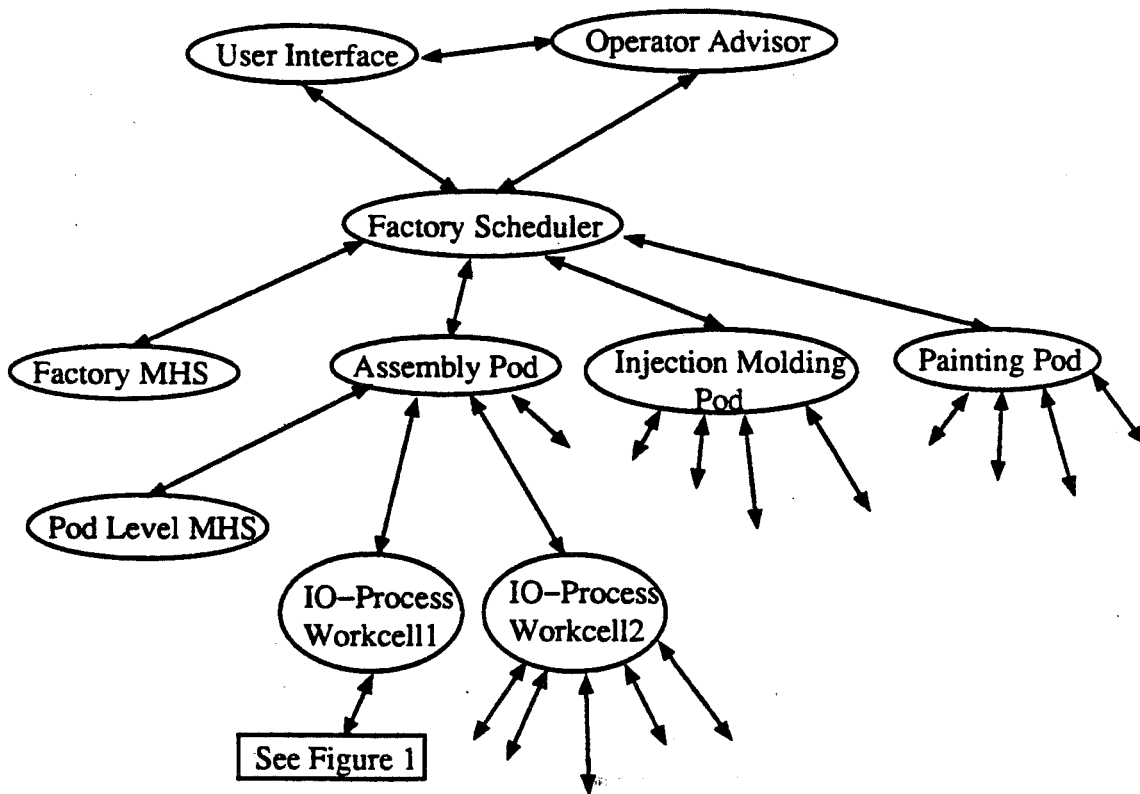 User Interface
Operator Advisor
Factory Scheduler
Factory MHS
Assembly Pod
Injection Molding
Pod
Painting Pod
Pod Level MHS
IO-Process
Workcell1
IO-Process
Workcell2
See Figure 1